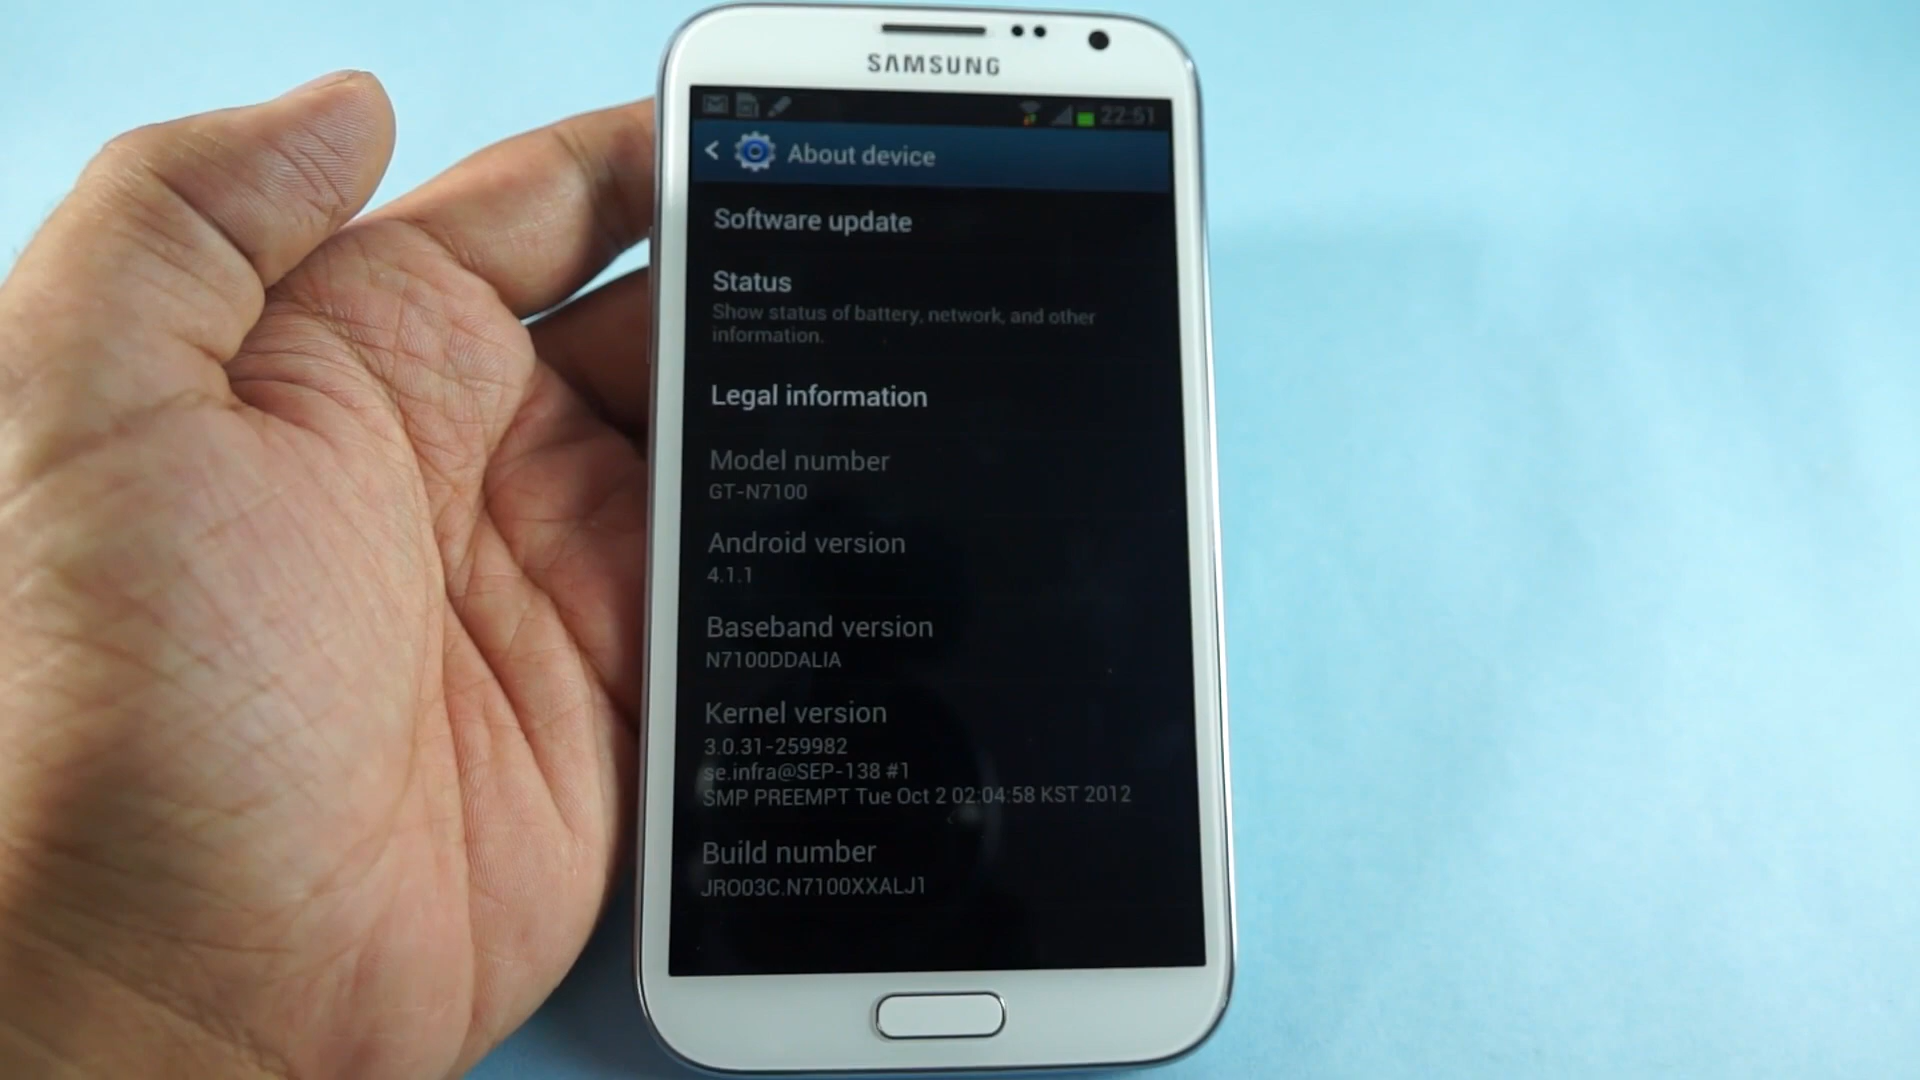 SAMSUNG
22:51
About device
Software update
Status
Show status of battery, network, and other
information.
Legal information
Model number
GT-N7100
Android version
4.1.1
Baseband version
N7100DDALIA
Kernel version
3.0.31-259982
se.infra@SEP-138 #1
SMP PREEMPT Tue Oct 2 02:04:58 KST 2012
Build number
JRO03C.N7100XXALJ1